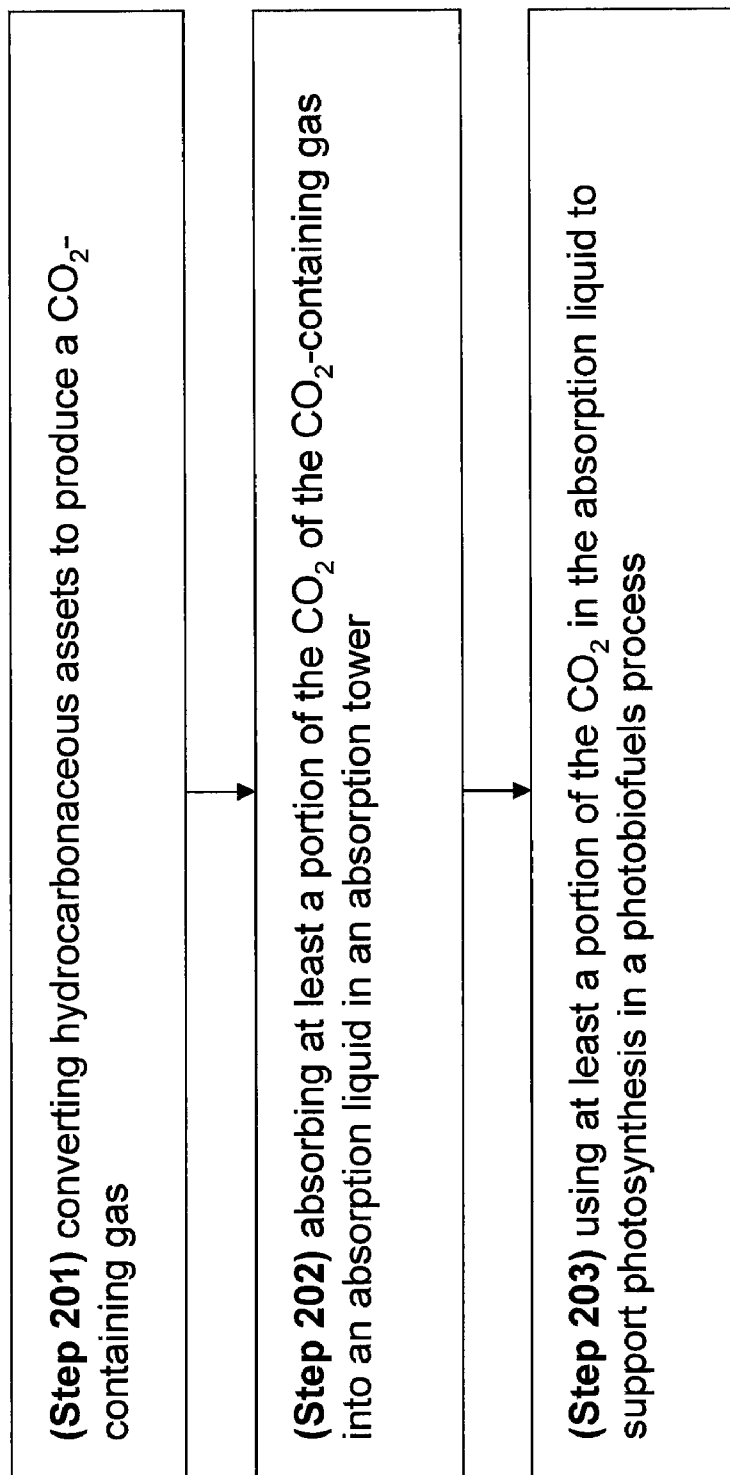 (Step 201) converting hydrocarbonaceous assets to produce a CO₂-
containing gas
(Step 202) absorbing at least a portion of the CO₂ of the CO₂-containing gas
into an absorption liquid in an absorption tower
(Step 203) using at least a portion of the CO₂ in the absorption liquid to
support photosynthesis in a photobiofuels process